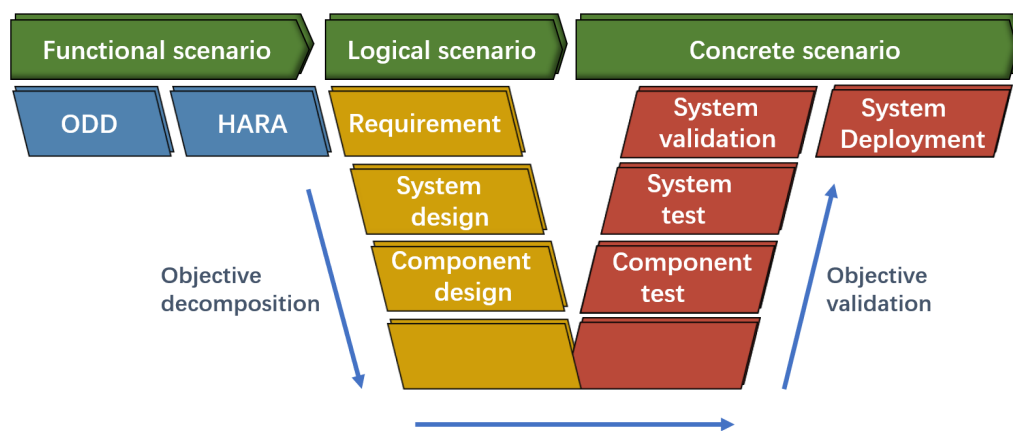 Functional scenario
Logical scenario
Concrete scenario
ODD
HARA
Requirement
System
validation
System
Deployment
System
design
System
test
Component
design
Component
test
Objective
decomposition
Objective
validation